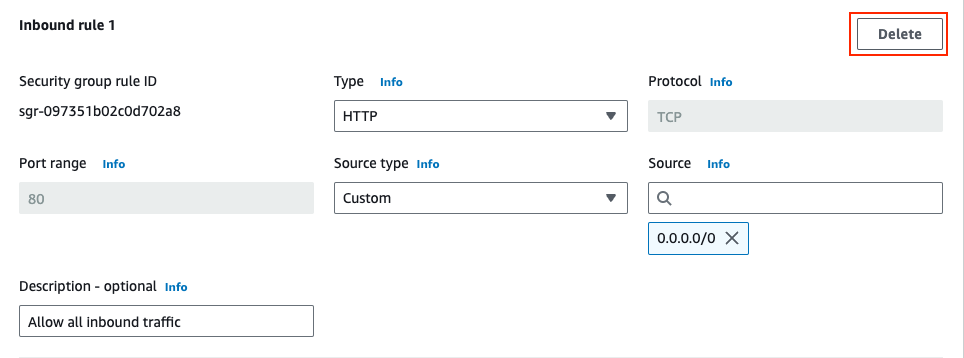 Inbound rule 1
Delete
Security group rule ID
sgr-097351b02c0d702a8
Type Info
HTTP
Protocol Info
TCP
Port range Info
80
Source type Info
Custom
Source Info
0.0.0.0/0
Description - optional Info
Allow all inbound traffic